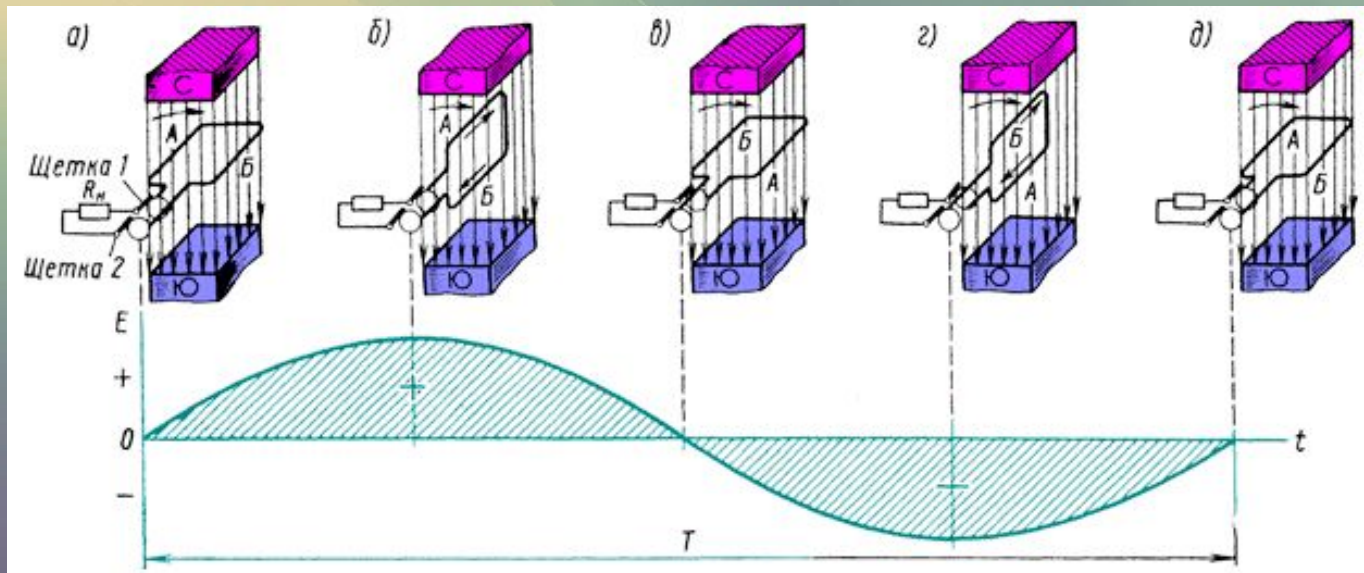 а) б) в) г) д)
С С С С С
А А Б Б А
Щетка 1 Б Б А А Б
Rн
Щетка 2
Ю Ю Ю Ю Ю
E
+ +
0 t
− −
T